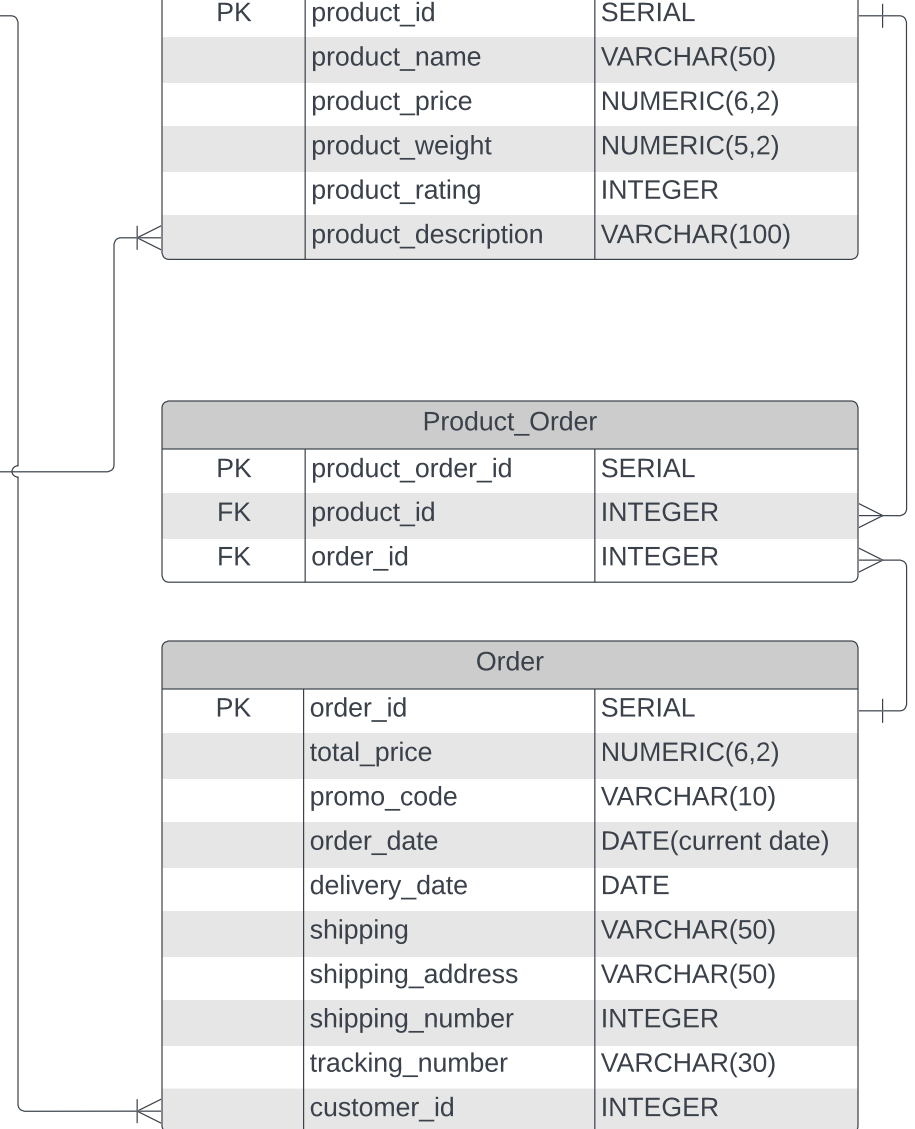 PK product_id SERIAL
product_name VARCHAR(50)
product_price NUMERIC(6,2)
product_weight NUMERIC(5,2)
product_rating INTEGER
product_description VARCHAR(100)
Product_Order
PK product_order_id SERIAL
FK product_id INTEGER
FK order_id INTEGER
Order
PK order_id SERIAL
total_price NUMERIC(6,2)
promo_code VARCHAR(10)
order_date DATE(current date)
delivery_date DATE
shipping VARCHAR(50)
shipping_address VARCHAR(50)
shipping_number INTEGER
tracking_number VARCHAR(30)
customer_id INTEGER